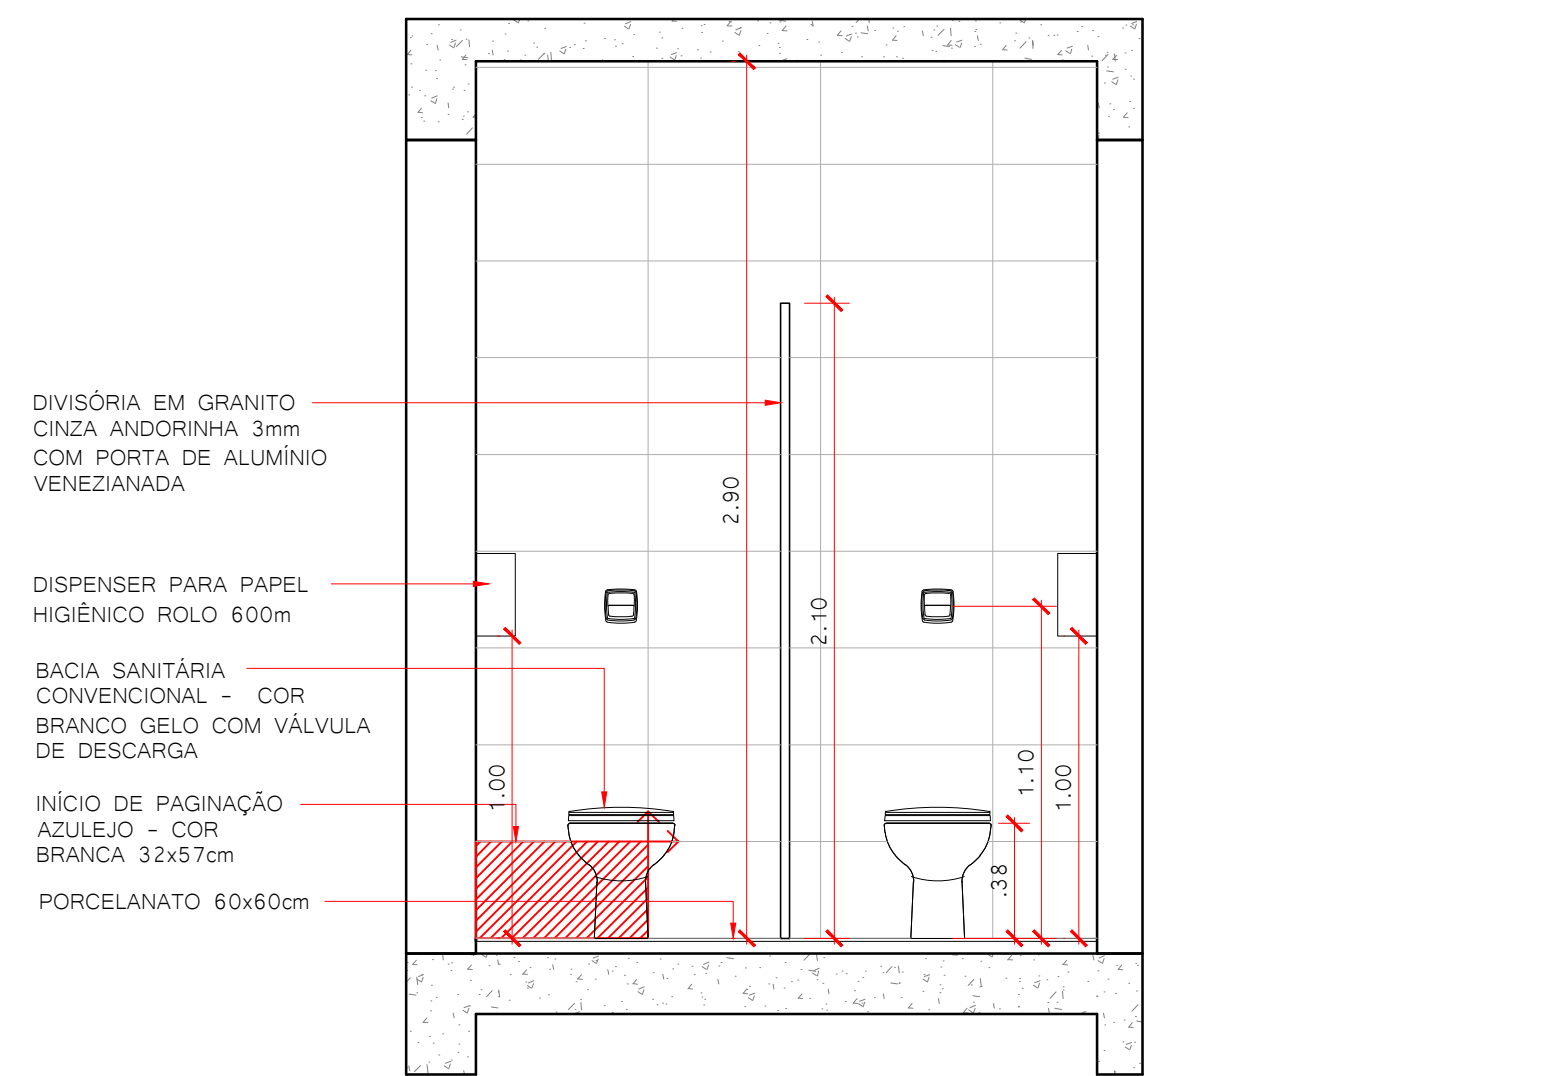 DIVISÓRIA EM GRANITO
CINZA ANDORINHA 3mm
COM PORTA DE ALUMÍNIO
VENEZIANADA
2.90
DISPENSER PARA PAPEL
HIGIÊNICO ROLO 600m
2.10
BACIA SANITÁRIA
CONVENCIONAL - COR
BRANCO GELO COM VÁLVULA
DE DESCARGA
1.00
1.10
1.00
INÍCIO DE PAGINAÇÃO
AZULEJO - COR
BRANCA 32x57cm
.38
PORCELANATO 60x60cm